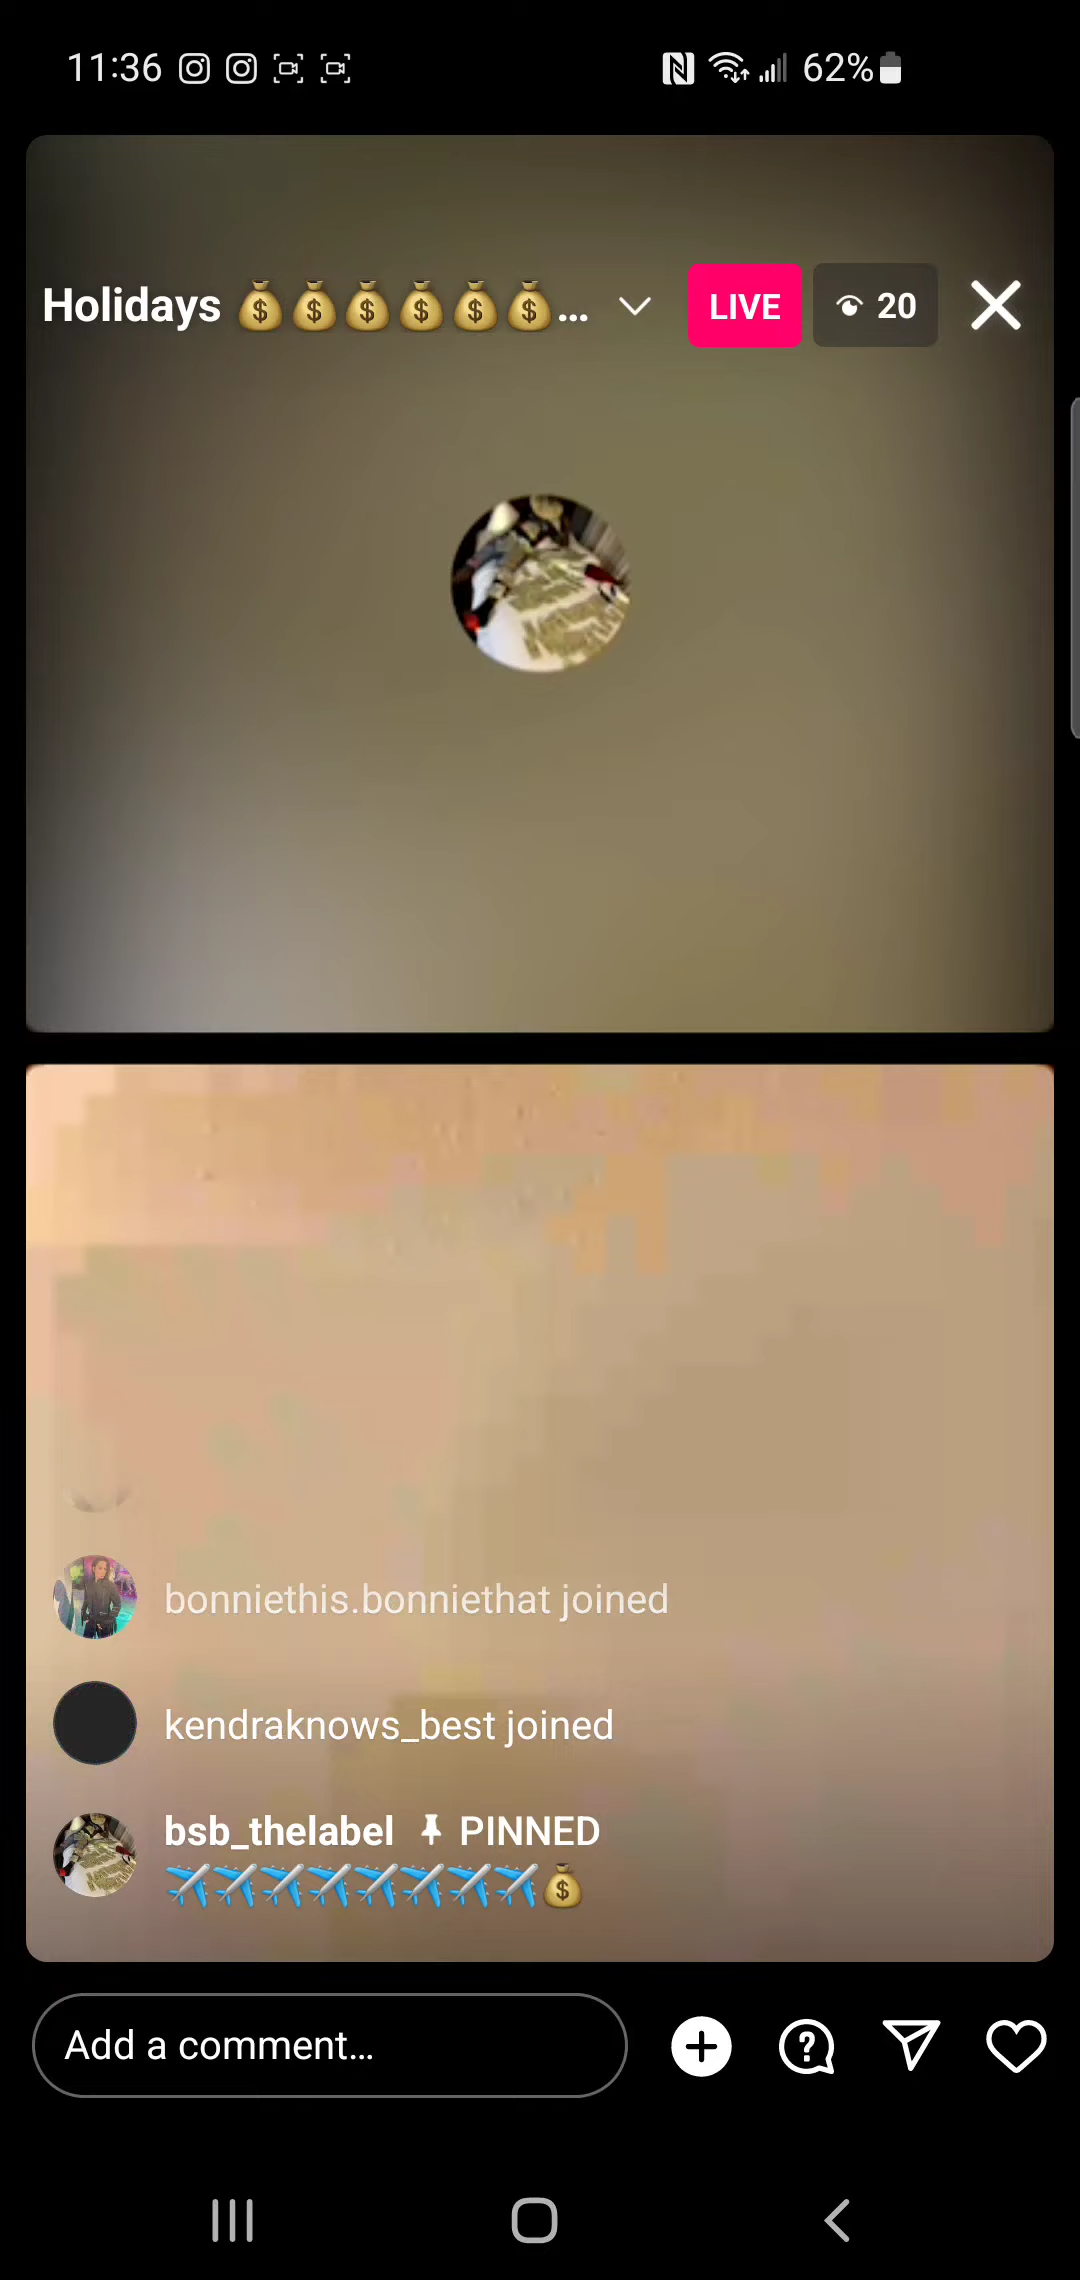 11:36 62%
Holidays 💰💰💰💰💰💰... LIVE 20
bonniethis.bonniethat joined
kendraknows_best joined
bsb_thelabel PINNED
✈️✈️✈️✈️✈️✈️✈️✈️💰
Add a comment...